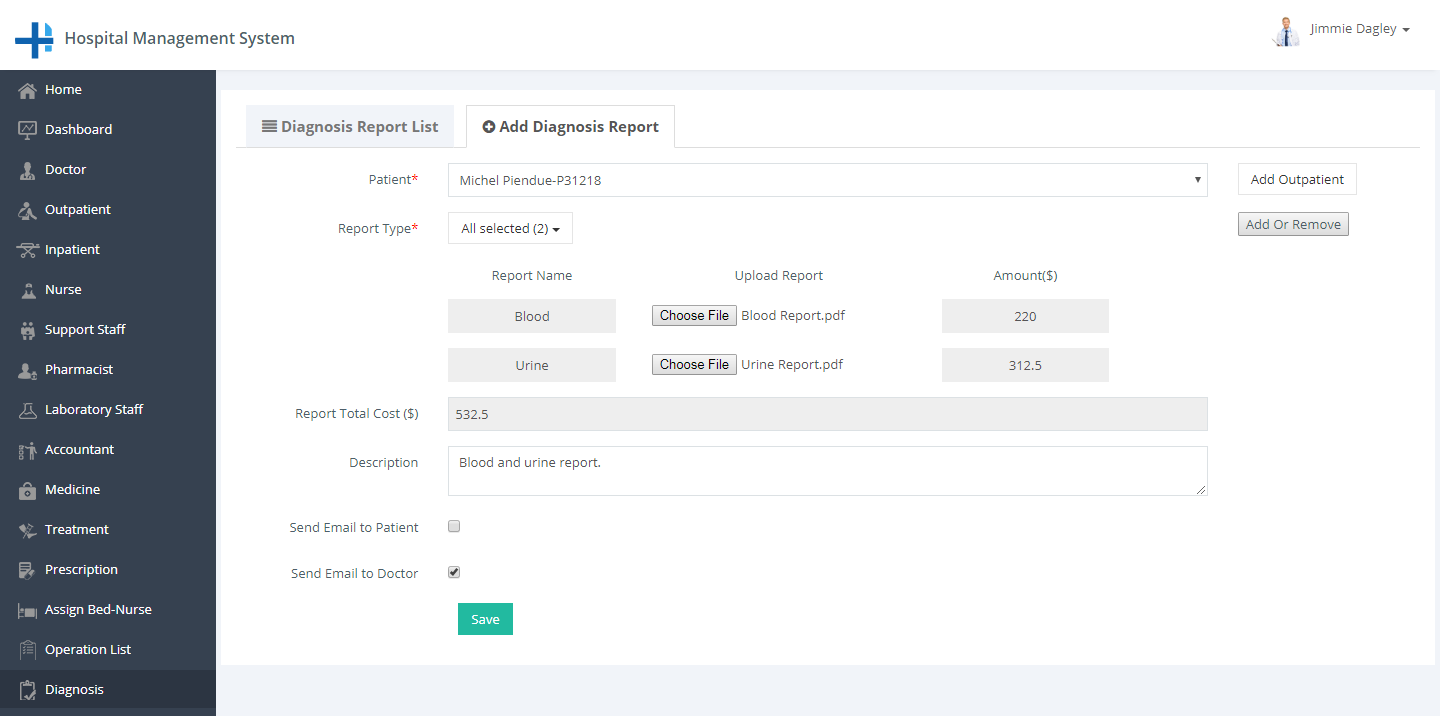 Hospital Management System
Jimmie Dagley
Home
Dashboard
Doctor
Outpatient
Inpatient
Nurse
Support Staff
Pharmacist
Laboratory Staff
Accountant
Medicine
Treatment
Prescription
Assign Bed-Nurse
Operation List
Diagnosis
Diagnosis Report List
Add Diagnosis Report
Patient* Michel Piendue-P31218 Add Outpatient
Report Type* All selected (2) Add Or Remove
Report Name Upload Report Amount($)
Blood Choose File Blood Report.pdf 220
Urine Choose File Urine Report.pdf 312.5
Report Total Cost ($) 532.5
Description Blood and urine report.
Send Email to Patient
Send Email to Doctor
Save